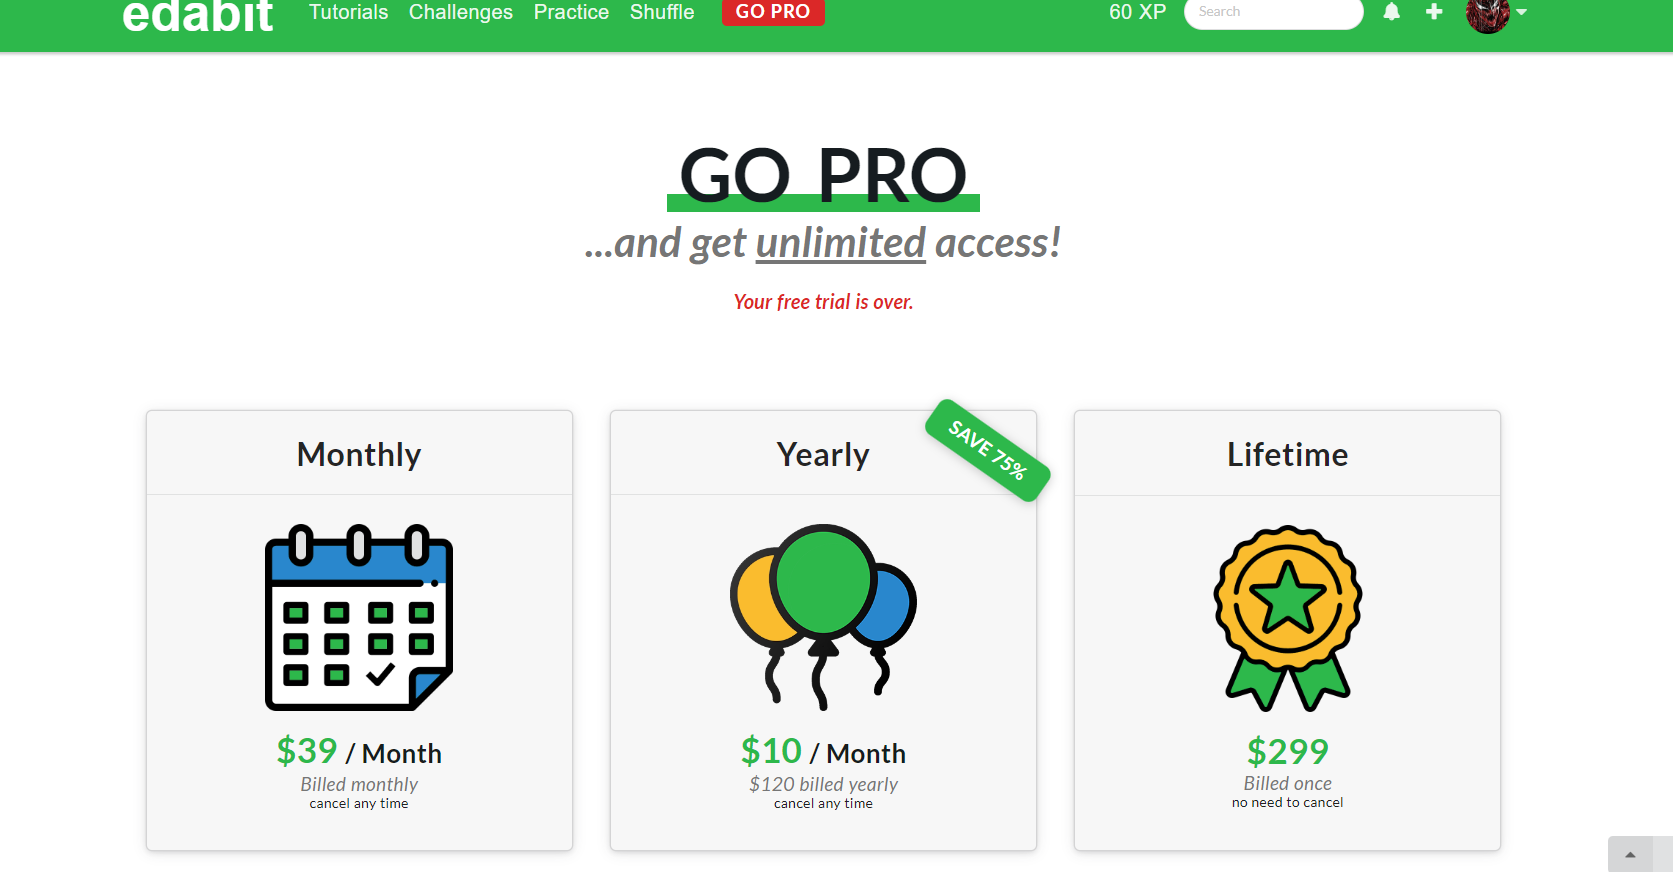 edabit Tutorials Challenges Practice Shuffle GO PRO 60 XP Search
GO PRO
...and get unlimited access!
Your free trial is over.
Monthly
$39 / Month
Billed monthly
cancel any time
Yearly
SAVE 75%
$10 / Month
$120 billed yearly
cancel any time
Lifetime
$299
Billed once
no need to cancel